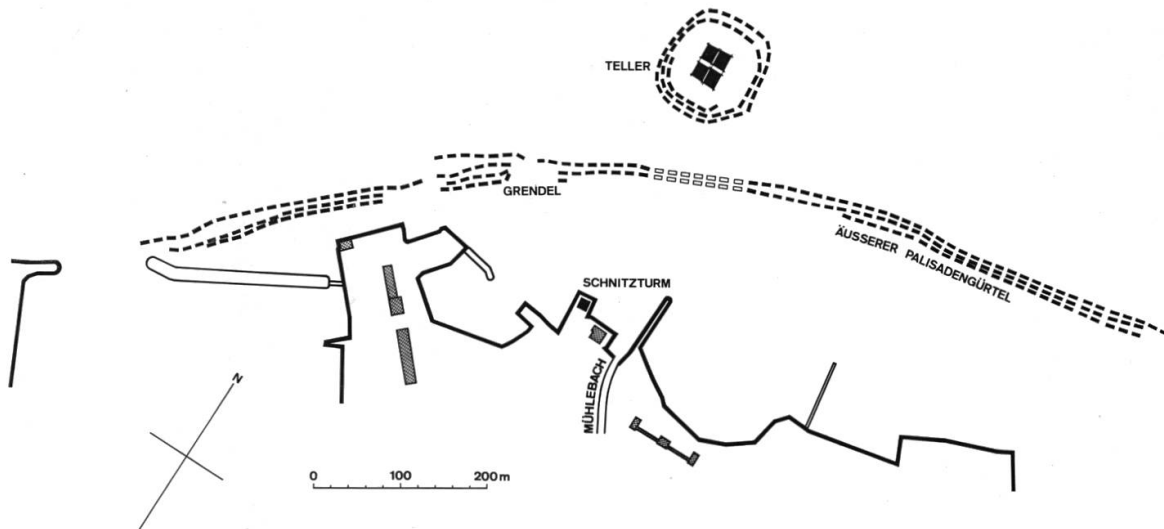 TELLER
GRENDEL
ÄUSSERER PALISADENGÜRTEL
SCHNITZTURM
MÜHLEBACH
N
0 100 200 m